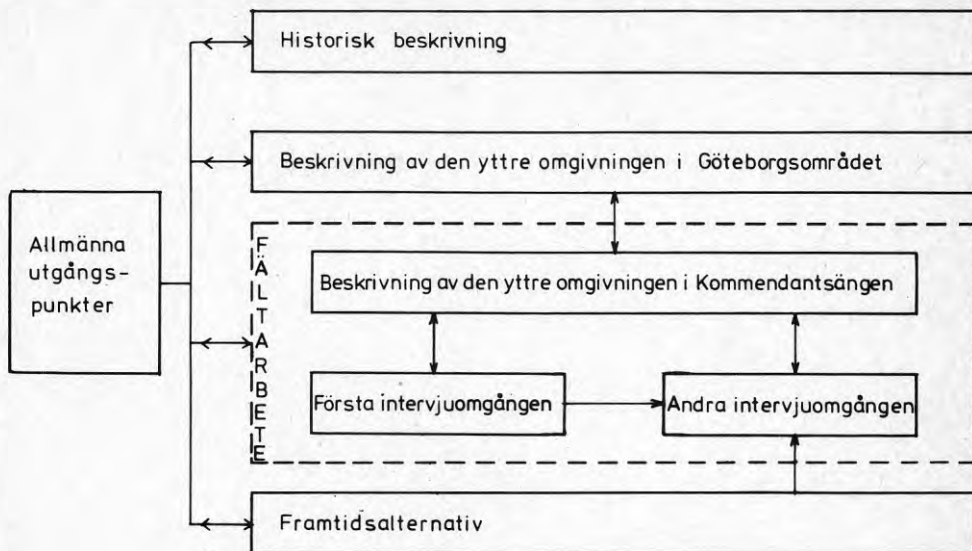 Historisk beskrivning
Beskrivning av den yttre omgivningen i Göteborgsområdet
Allmänna
utgångs-
punkter
FÄLTARBETE
Beskrivning av den yttre omgivningen i Kommendantsängen
Första intervjuomgången
Andra intervjuomgången
Framtidsalternativ